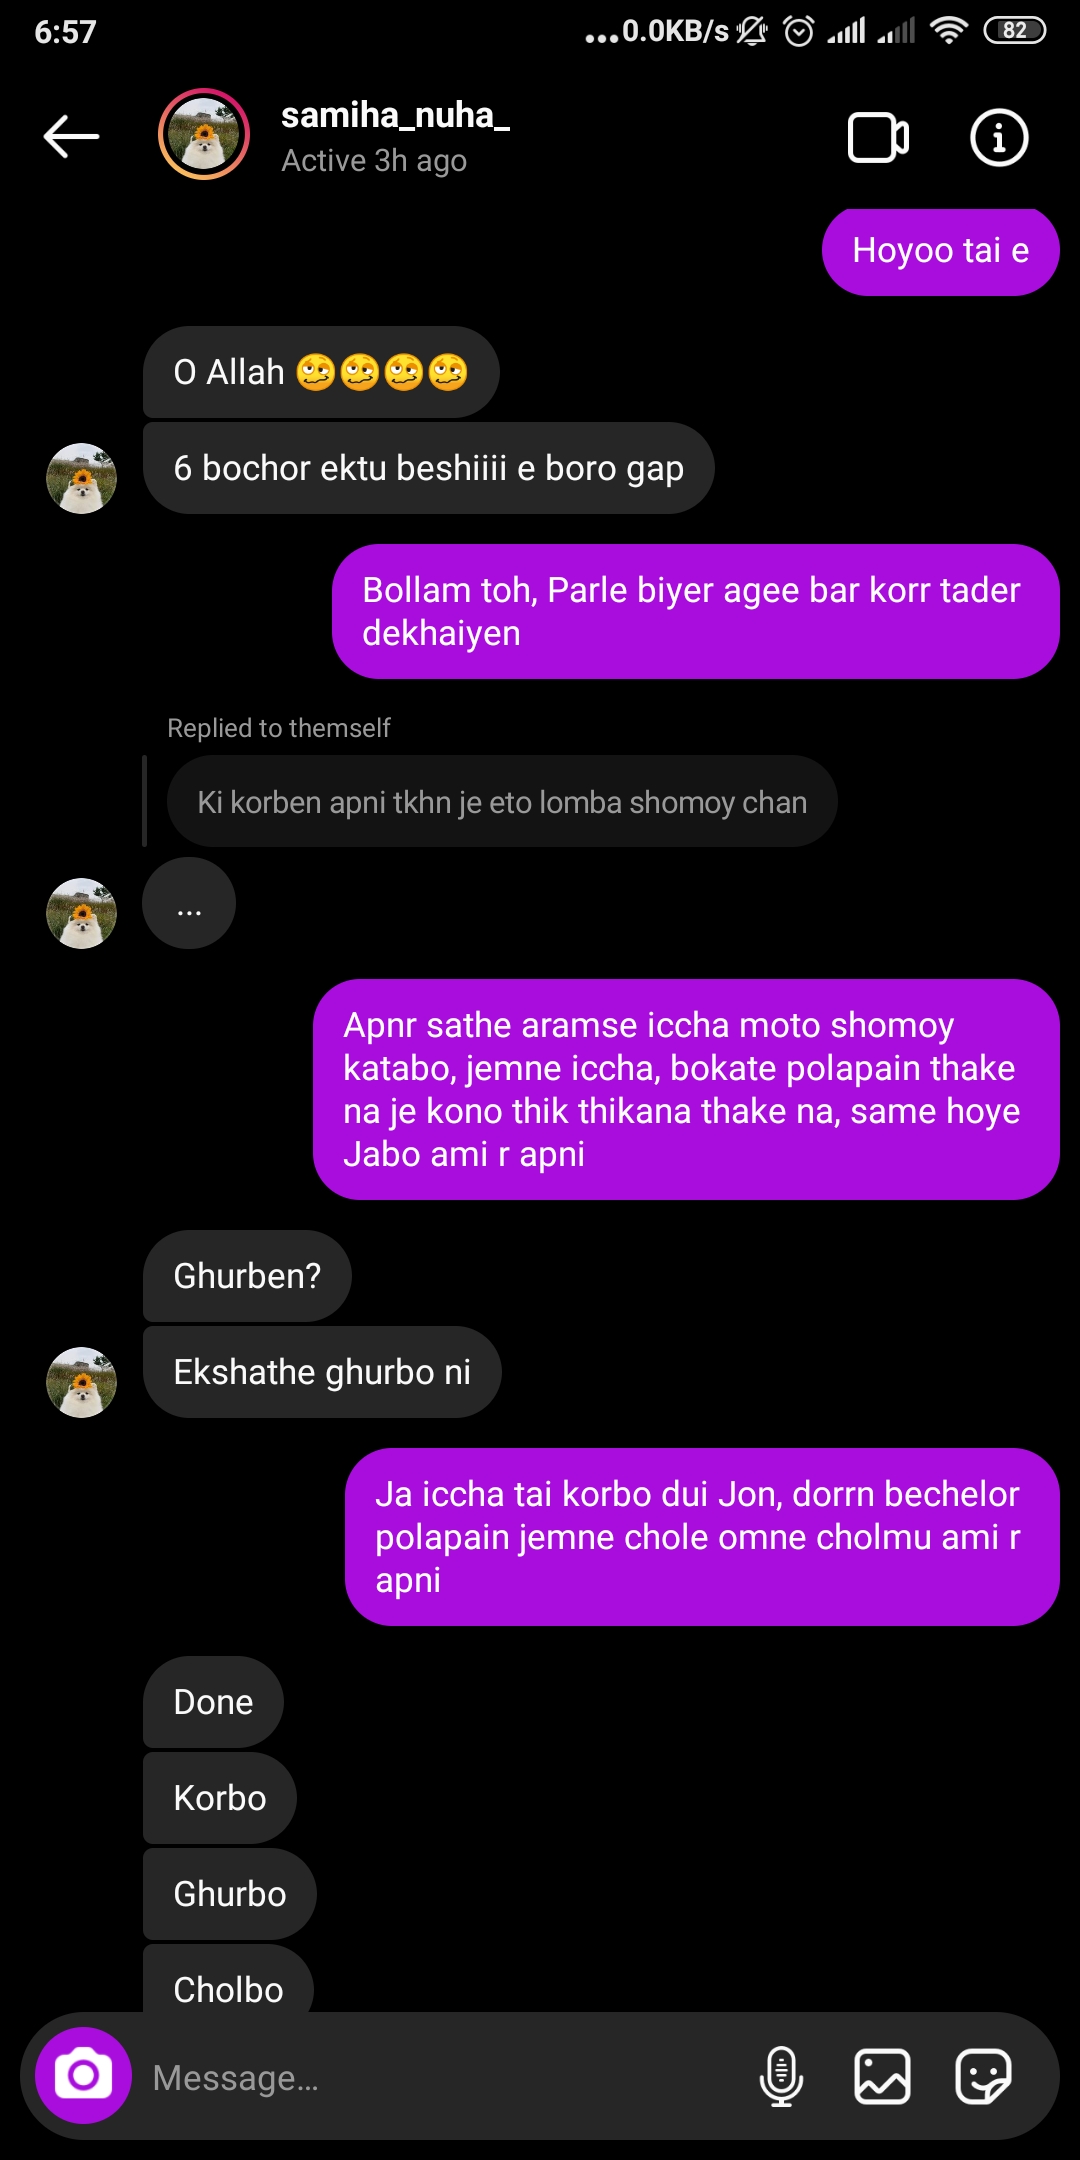 6:57
...0.0KB/s
82
samiha_nuha_
Active 3h ago
Hoyoo tai e
O Allah 🥴🥴🥴🥴
6 bochor ektu beshiiii e boro gap
Bollam toh, Parle biyer agee bar korr tader
dekhaiyen
Replied to themself
Ki korben apni tkhn je eto lomba shomoy chan
...
Apnr sathe aramse iccha moto shomoy
katabo, jemne iccha, bokate polapain thake
na je kono thik thikana thake na, same hoye
Jabo ami r apni
Ghurben?
Ekshathe ghurbo ni
Ja iccha tai korbo dui Jon, dorrn bechelor
polapain jemne chole omne cholmu ami r
apni
Done
Korbo
Ghurbo
Cholbo
Message...